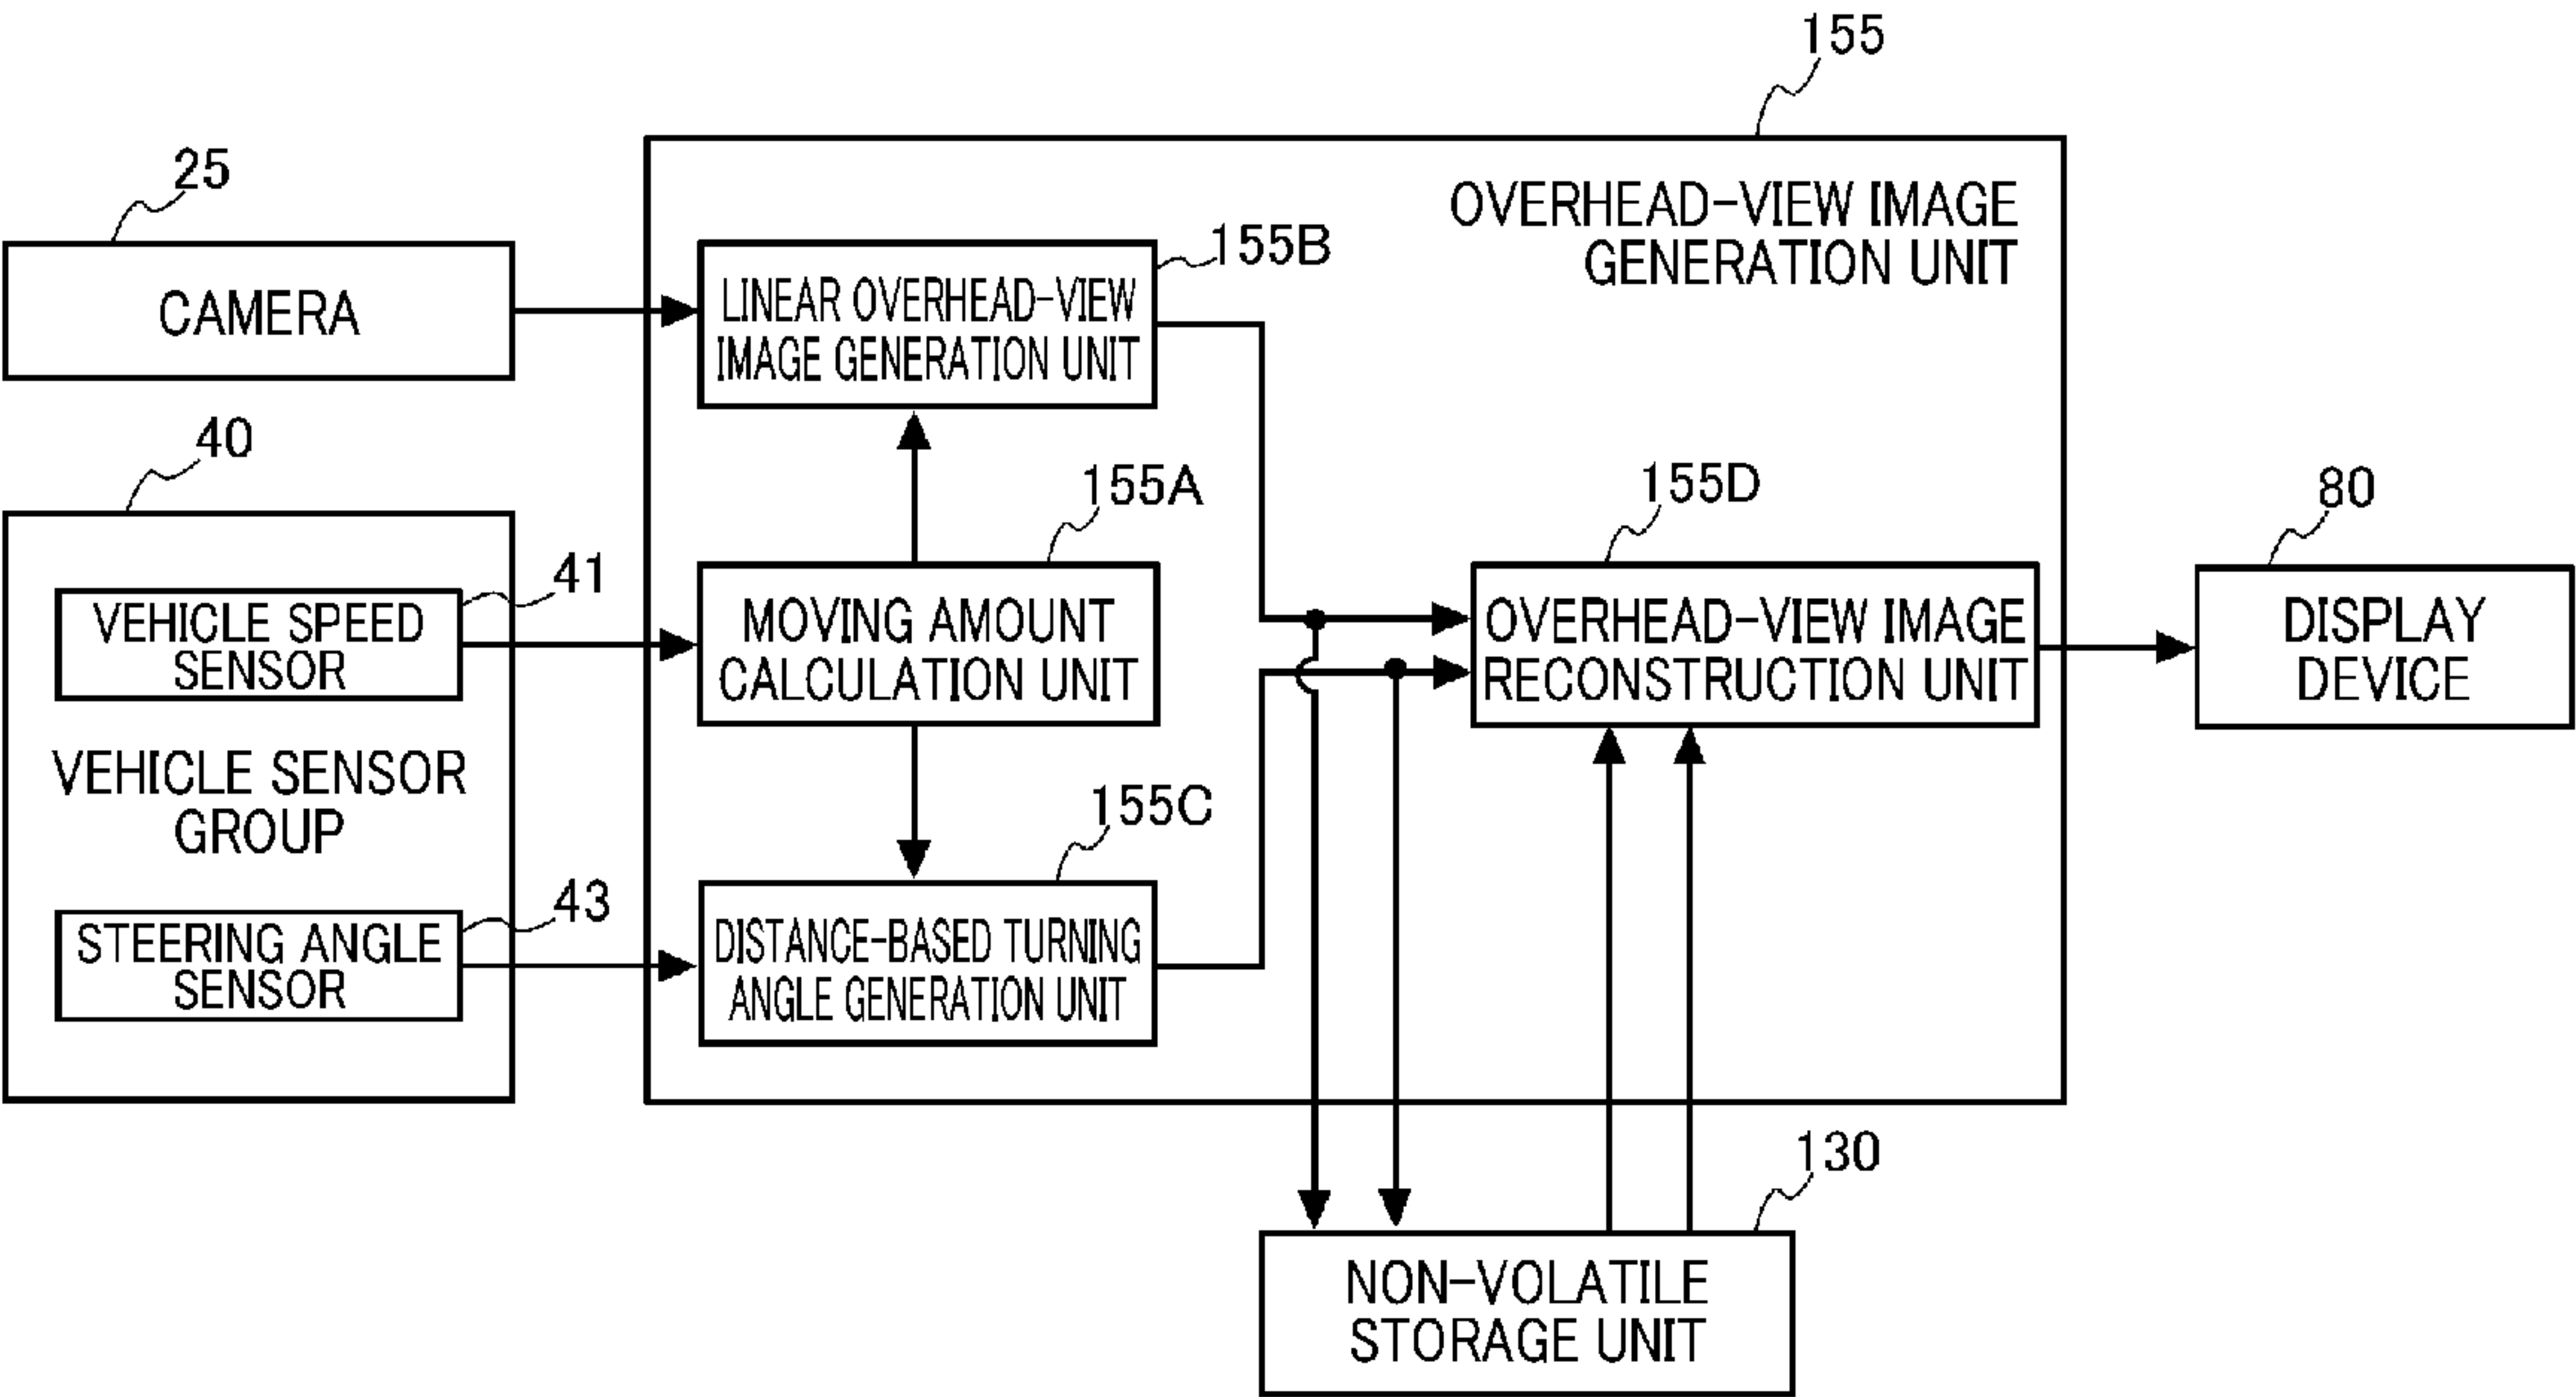 155
25
OVERHEAD-VIEW IMAGE
GENERATION UNIT
155B
CAMERA
LINEAR OVERHEAD-VIEW
IMAGE GENERATION UNIT
40
155A
155D
80
41
VEHICLE SPEED
SENSOR
MOVING AMOUNT
CALCULATION UNIT
OVERHEAD-VIEW IMAGE
RECONSTRUCTION UNIT
DISPLAY
DEVICE
VEHICLE SENSOR
GROUP
155C
43
STEERING ANGLE
SENSOR
DISTANCE-BASED TURNING
ANGLE GENERATION UNIT
130
NON-VOLATILE
STORAGE UNIT